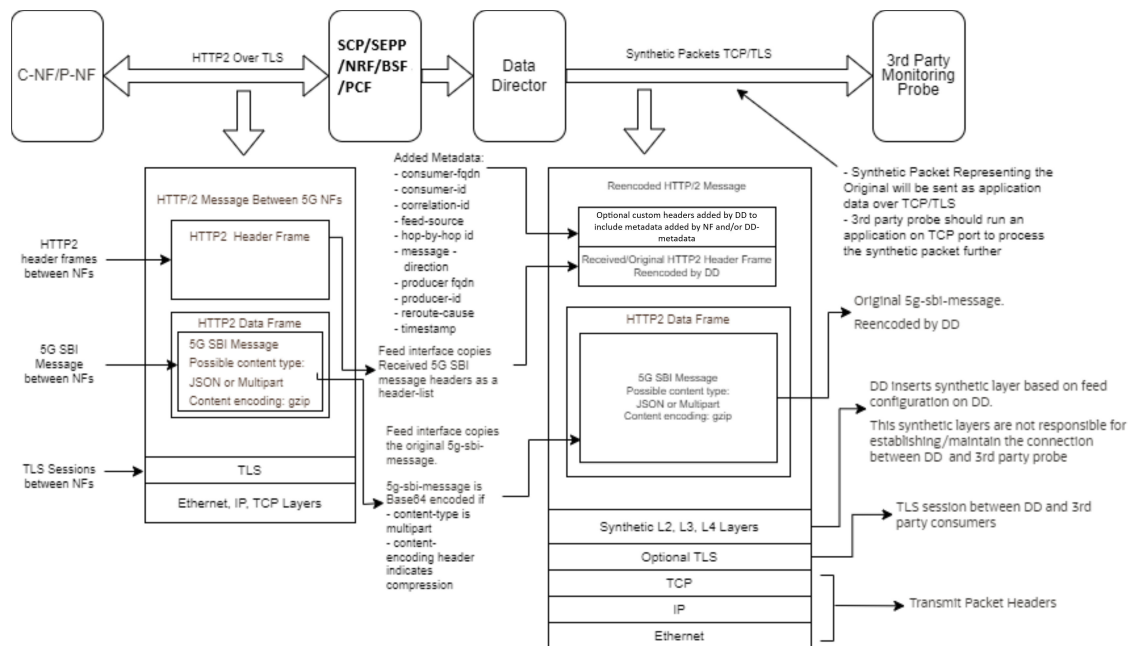 C-NF/P-NF
HTTP2 Over TLS
SCP/SEPP
/NRF/BSF
/PCF
Data
Director
Synthetic Packets TCP/TLS
3rd Party
Monitoring
Probe
- Synthetic Packet Representing the
Original will be sent as application
data over TCP/TLS
- 3rd party probe should run an
application on TCP port to process
the synthetic packet further
HTTP2
header frames
between NFs
5G SBI
Message
between NFs
TLS Sessions
between NFs
HTTP/2 Message Between 5G NFs
HTTP2 Header Frame
HTTP2 Data Frame
5G SBI Message
Possible content type:
JSON or Multipart
Content encoding: gzip
TLS
Ethernet, IP, TCP Layers
Added Metadata:
- consumer-fqdn
- consumer-id
- correlation-id
- feed-source
- hop-by-hop id
- message -
direction
- producer fqdn
- producer-id
- reroute-cause
- timestamp
Feed interface copies
Received 5G SBI
message headers as a
header-list
Feed interface copies
the original 5g-sbi-
message.
5g-sbi-message is
Base64 encoded if
- content-type is
multipart
- content-
encoding header
indicates
compression
Reencoded HTTP/2 Message
Optional custom headers added by DD to
include metadata added by NF and/or DD-
metadata
Received/Original HTTP2 Header Frame
Reencoded by DD
HTTP2 Data Frame
5G SBI Message
Possible content type:
JSON or Multipart
Content encoding: gzip
Synthetic L2, L3, L4 Layers
Optional TLS
TCP
IP
Ethernet
Original 5g-sbi-message.
Reencoded by DD
DD Inserts synthetic layer based on feed
configuration on DD.
This synthetic layers are not responsible for
establishing/maintain the connection
between DD and 3rd party probe
TLS session between DD and 3rd
party consumers
Transmit Packet Headers